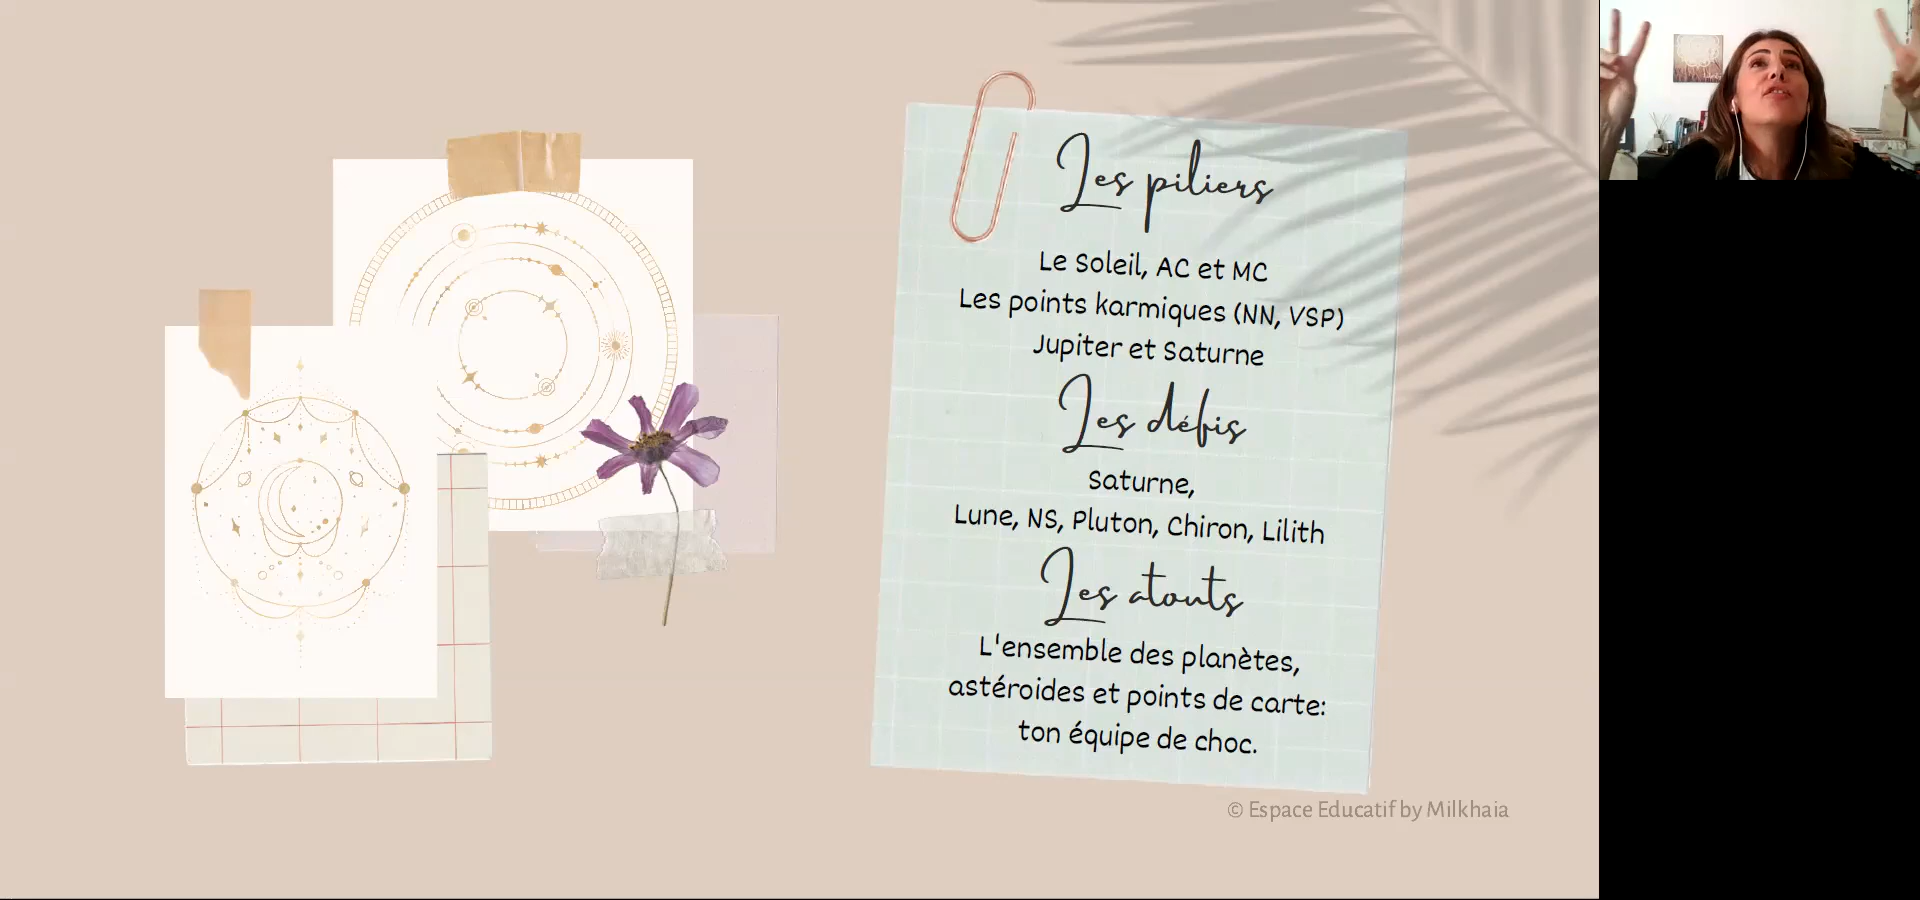 Les piliers
Le Soleil, AC et MC
Les points karmiques (NN, VSP)
Jupiter et Saturne
Les défis
Saturne,
Lune, NS, Pluton, Chiron, Lilith
Les atouts
L'ensemble des planètes,
astéroides et points de carte:
ton équipe de choc.
© Espace Educatif by Milkhaia